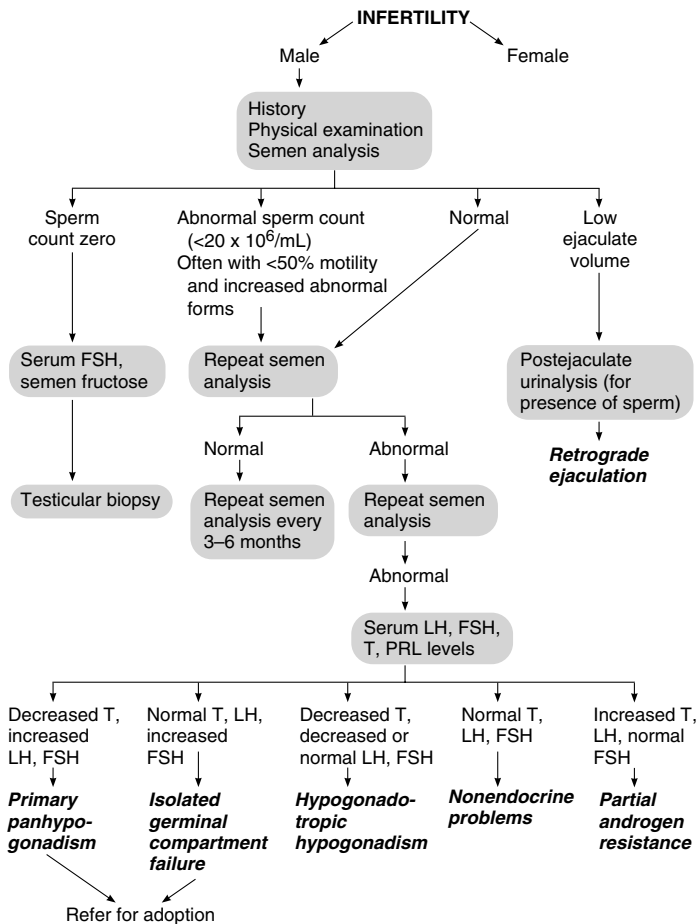 INFERTILITY
Male
Female
History
Physical examination
Semen analysis
Sperm
count zero
Abnormal sperm count
(<20 x 10⁶/mL)
Often with <50% motility
and increased abnormal
forms
Normal
Low
ejaculate
volume
Serum FSH,
semen fructose
Repeat semen
analysis
Postejaculate
urinalysis (for
presence of sperm)
Normal
Abnormal
Retrograde
ejaculation
Testicular biopsy
Repeat semen
analysis every
3–6 months
Repeat semen
analysis
Abnormal
Serum LH, FSH,
T, PRL levels
Decreased T,
increased
LH, FSH
Normal T, LH,
increased
FSH
Decreased T,
decreased or
normal LH, FSH
Normal T,
LH, FSH
Increased T,
LH, normal
FSH
Primary
panhypo-
gonadism
Isolated
germinal
compartment
failure
Hypogonado-
tropic
hypogonadism
Nonendocrine
problems
Partial
androgen
resistance
Refer for adoption